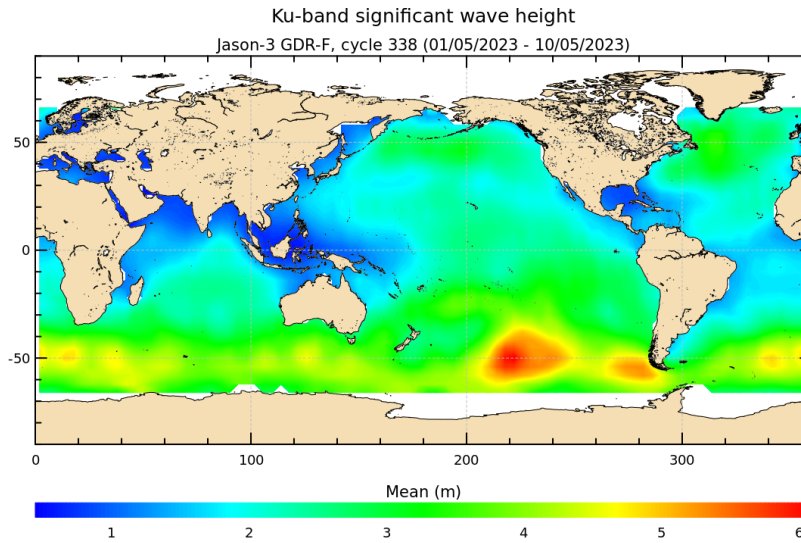 Ku-band significant wave height
Jason-3 GDR-F, cycle 338 (01/05/2023 - 10/05/2023)
50
0
-50
0 100 200 300
Mean (m)
1 2 3 4 5 6